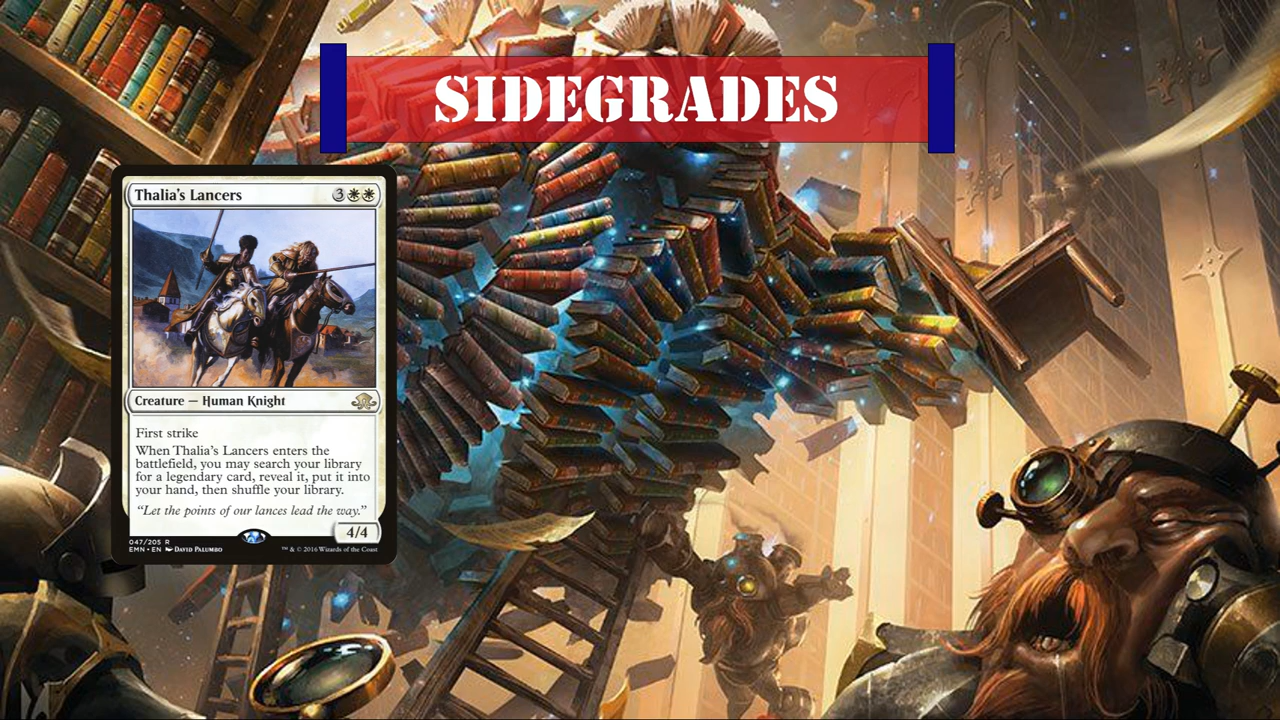 SIDEGRADES
Thalia's Lancers 3
Creature — Human Knight
First strike
When Thalia's Lancers enters the
battlefield, you may search your library
for a legendary card, reveal it, put it into
your hand, then shuffle your library.
"Let the points of our lances lead the way."
4/4
047/205 R
EMN • EN David Palumbo
™ & © 2016 Wizards of the Coast